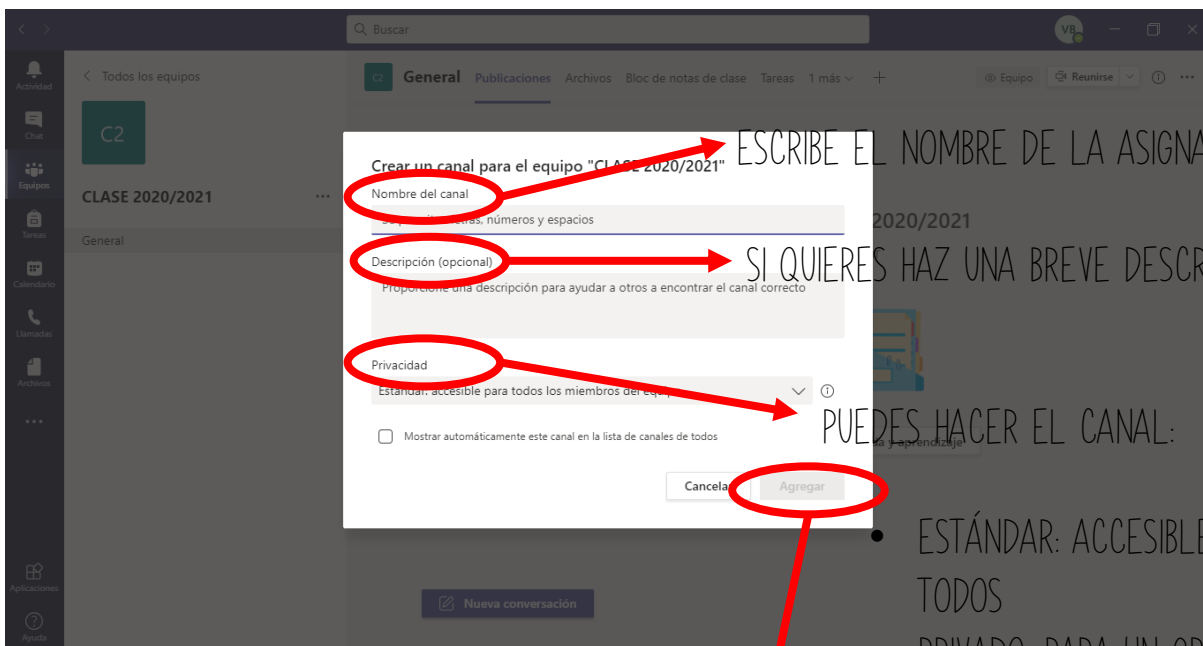 Buscar
VB
Actividad
Chat
Equipos
Tareas
Calendario
Llamadas
Archivos
Aplicaciones
Ayuda
Todos los equipos
C2
CLASE 2020/2021
General
C2 General Publicaciones Archivos Bloc de notas de clase Tareas 1 más
Equipo Reunirse
Crear un canal para el equipo "CLASE 2020/2021"
Nombre del canal
números y espacios
Descripción (opcional)
Proporcione una descripción para ayudar a otros a encontrar el canal correcto
Privacidad
Estándar: accesible para todos los miembros del
Mostrar automáticamente este canal en la lista de canales de todos
Cancelar Agregar
ESCRIBE EL NOMBRE DE LA ASIGNA
2020/2021
SI QUIERES HAZ UNA BREVE DESCR
PUEDES HACER EL CANAL:
y aprendizaje
• ESTÁNDAR: ACCESIBLE
TODOS
PRIVADO: PARA UN
Nueva conversación